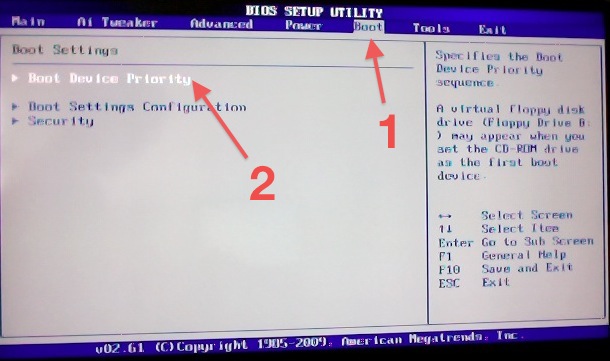 BIOS SETUP UTILITY
Main Ai Tweaker Advanced Power Boot Tools Exit
Boot Settings
Boot Device Priority
Boot Settings Configuration
Security
1
2
Specifies the Boot
Device Priority
sequence.
A virtual floppy disk
drive (Floppy Drive B:
) may appear when you
set the CD-ROM drive
as the first boot
device.
↔ Select Screen
↑↓ Select Item
Enter Go to Sub Screen
F1 General Help
F10 Save and Exit
ESC Exit
v02.61 (C)Copyright 1985-2009, American Megatrends, Inc.